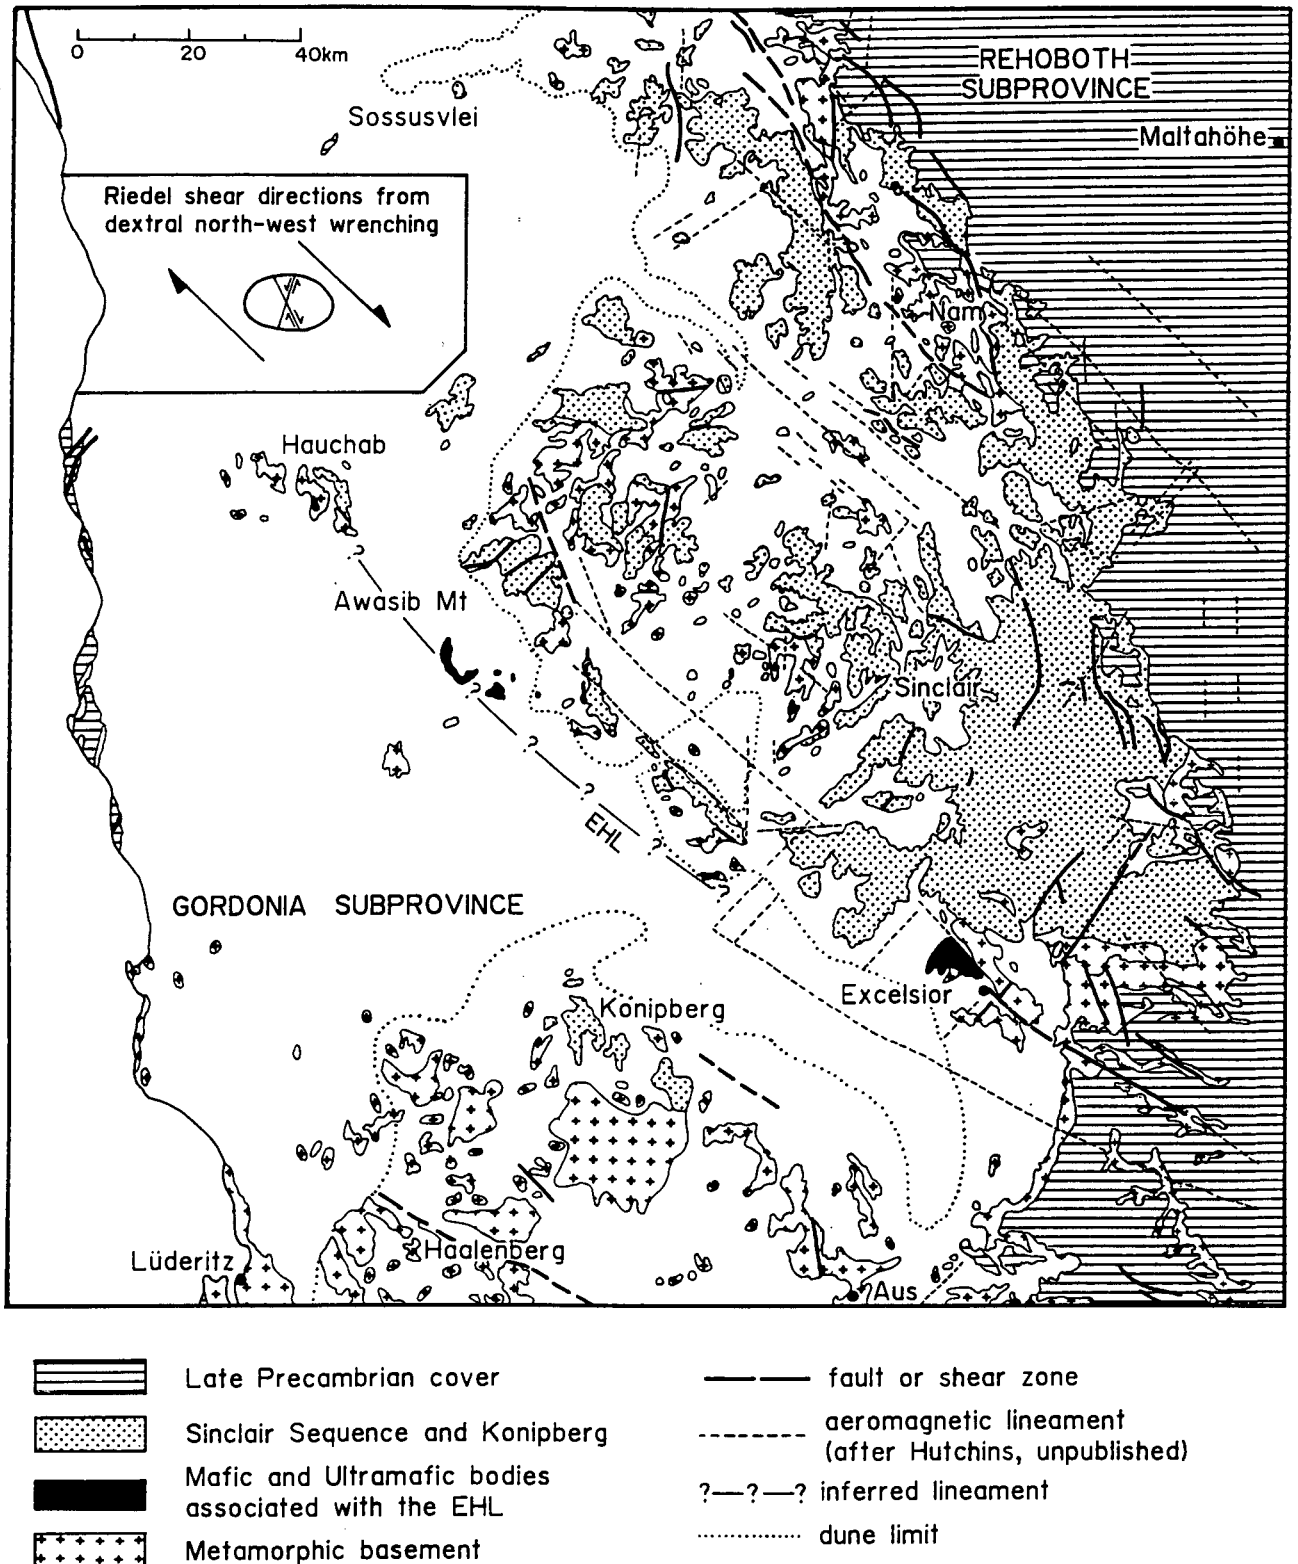 0 20 40km
REHOBOTH
SUBPROVINCE
Maltahöhe
Sossusvlei
Riedel shear directions from
dextral north-west wrenching
Nam
Hauchab
?
Awasib Mt
Sinclair
?
?
?
EHL
?
?
GORDONIA SUBPROVINCE
Excelsior
Konipberg
Haalenberg
Lüderitz
Aus
Late Precambrian cover
Sinclair Sequence and Konipberg
Mafic and Ultramafic bodies
associated with the EHL
Metamorphic basement
fault or shear zone
aeromagnetic lineament
(after Hutchins, unpublished)
?—?—? inferred lineament
dune limit